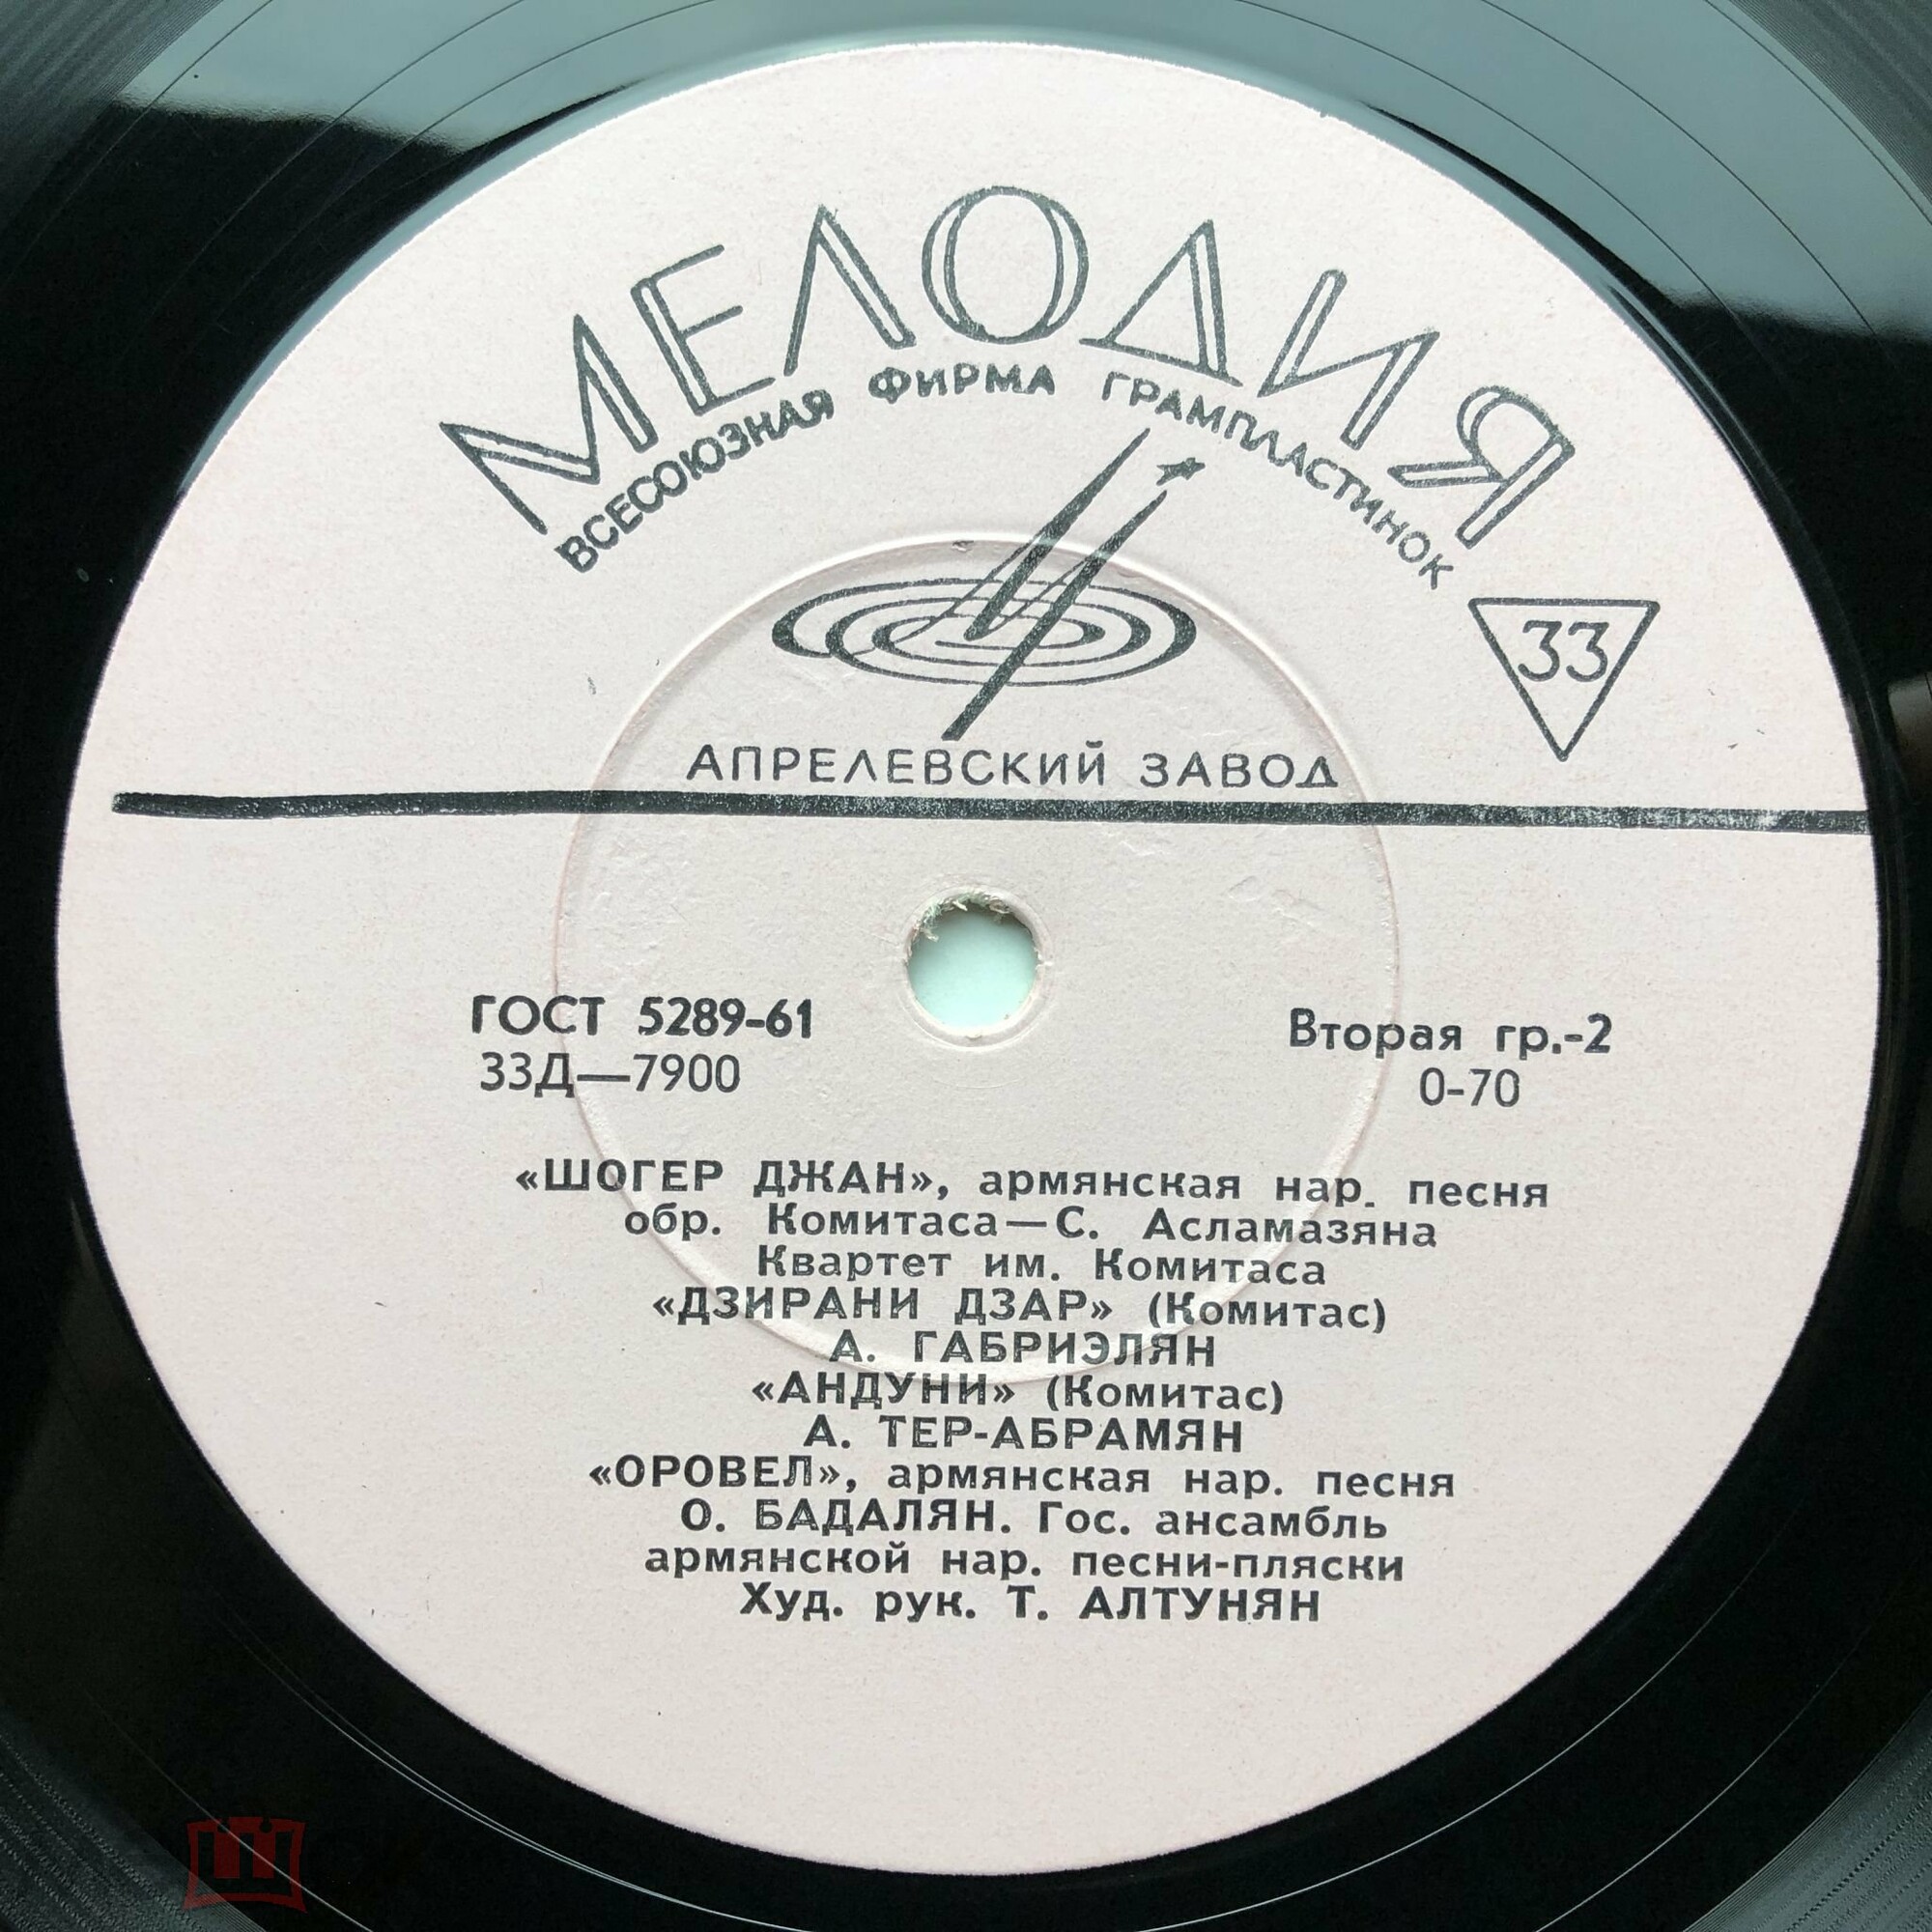 МЕЛОДИЯ
ВСЕСОЮЗНАЯ ФИРМА ГРАМПЛАСТИНОК
33
АПРЕЛЕВСКИЙ ЗАВОД
ГОСТ 5289-61
Вторая гр.-2
33Д—7900
0-70
«ШОГЕР ДЖАН», армянская нар. песня
обр. Комитаса—С. Асламазяна
Квартет им. Комитаса
«ДЗИРАНИ ДЗАР» (Комитас)
А. ГАБРИЭЛЯН
«АНДУНИ» (Комитас)
А. ТЕР-АБРАМЯН
«ОРОВЕЛ», армянская нар. песня
О. БАДАЛЯН. Гос. ансамбль
армянской нар. песни-пляски
Худ. рук. Т. АЛТУНЯН